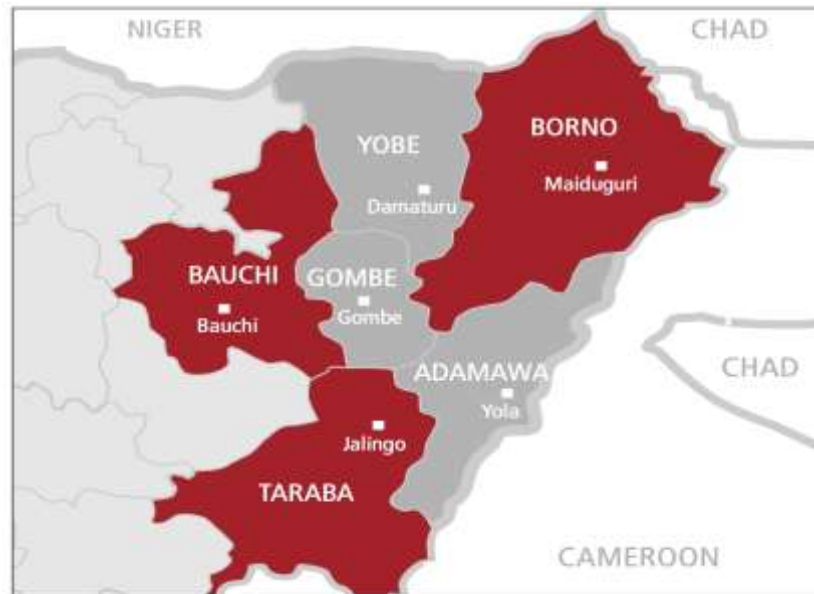 NIGER
CHAD
BORNO
YOBE
Maiduguri
Damaturu
BAUCHI
GOMBE
Bauchi
Gombe
ADAMAWA
CHAD
Yola
Jalingo
TARABA
CAMEROON